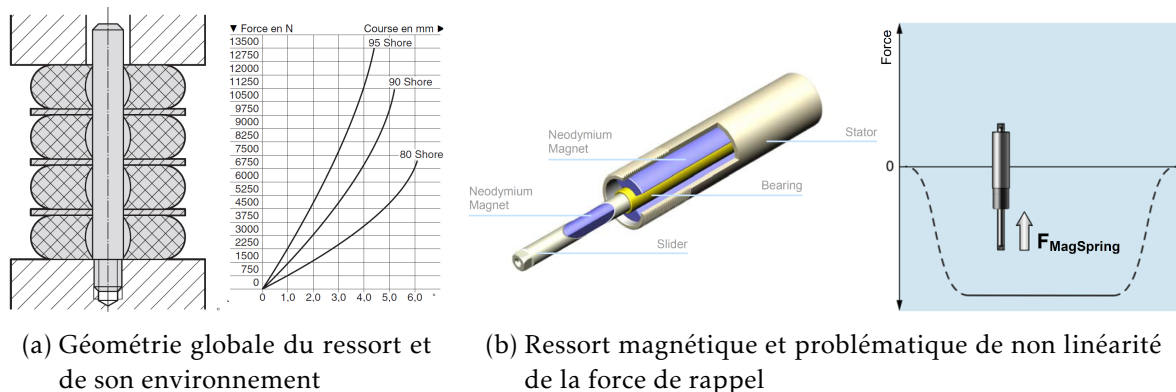 ▼ Force en N
Course en mm ▶
13500
12750
12000
11250
10500
9750
9000
8250
7500
6750
6000
5250
4500
3750
3000
2250
1500
750
0
95 Shore
90 Shore
80 Shore
0
1,0
2,0
3,0
4,0
5,0
6,0
Neodymium
Magnet
Stator
Neodymium
Magnet
Bearing
Slider
Force
0
F_MagSpring
(a) Géométrie globale du ressort et
de son environnement
(b) Ressort magnétique et problématique de non linéarité
de la force de rappel